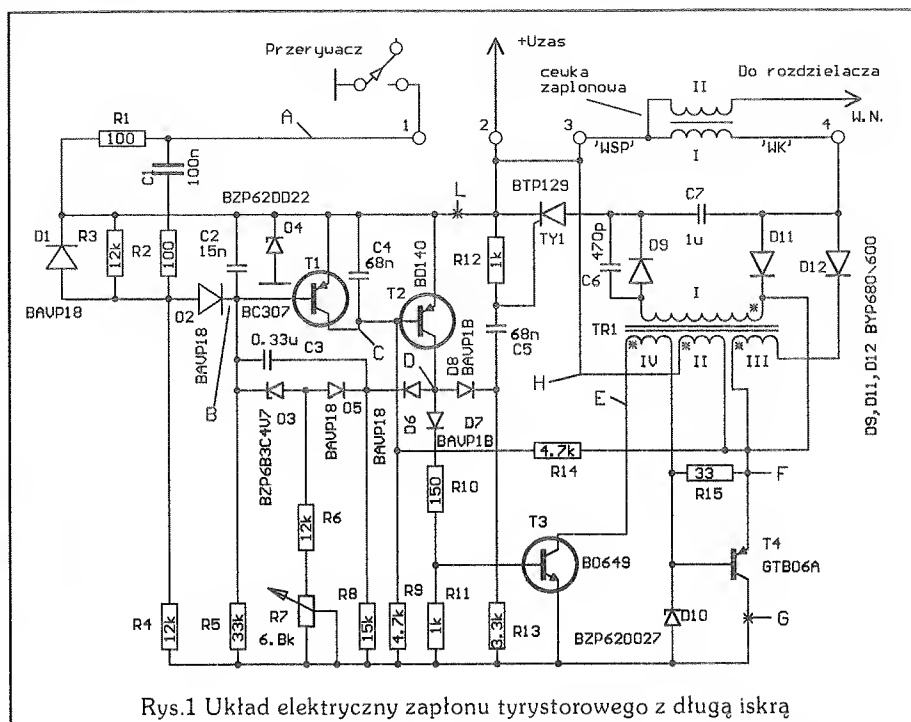 Przerywacz
+Uzas
cewka
zaplonowa
II
Do rozdzielacza
W.N.
R1
100
A
1
2
3
'WSP'
I
'WK'
4
C1
100n
BZP620D22
L
BTP129
C7
D1
R3
12k
R2
100
C2
15n
D4
T1
C4
68n
BD140
R12
1k
TY1
470p
C6
D9
1u
D11
D12
BAVP18
D2
BC307
T2
I
BAVP18
0.33u
C3
C
68n
C5
TR1
IV
II
III
B
D
D8
BAVP1B
H
E
D3
D5
D6
D7
BAVP1B
BZP6B3C4V7
BAVP18
BAVP18
4.7k
R14
D9,D11,D12 BYP680\600
150
R10
33
R15
F
12k
R6
T3
T4
BD649
GTB06A
R4
12k
R5
33k
R7
6.8k
R8
15k
R9
4.7k
R11
1k
3.3k
R13
D10
BZP620027
G
Rys.1 Układ elektryczny zapłonu tyrystorowego z długą iskrą